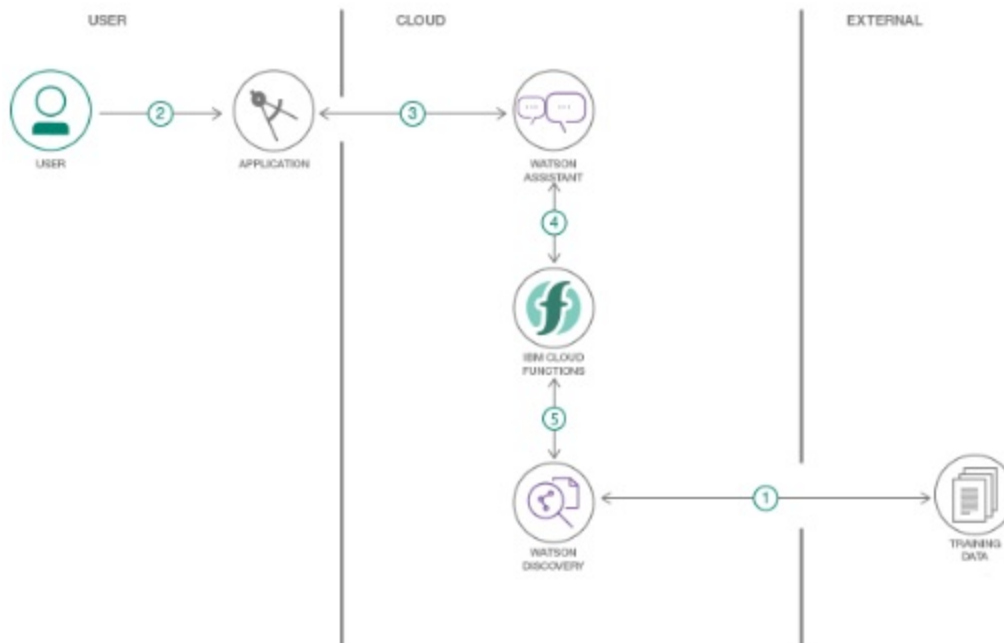 USER
CLOUD
EXTERNAL
2
3
USER
APPLICATION
WATSON
ASSISTANT
4
IBM CLOUD
FUNCTIONS
5
1
WATSON
DISCOVERY
TRAINING
DATA